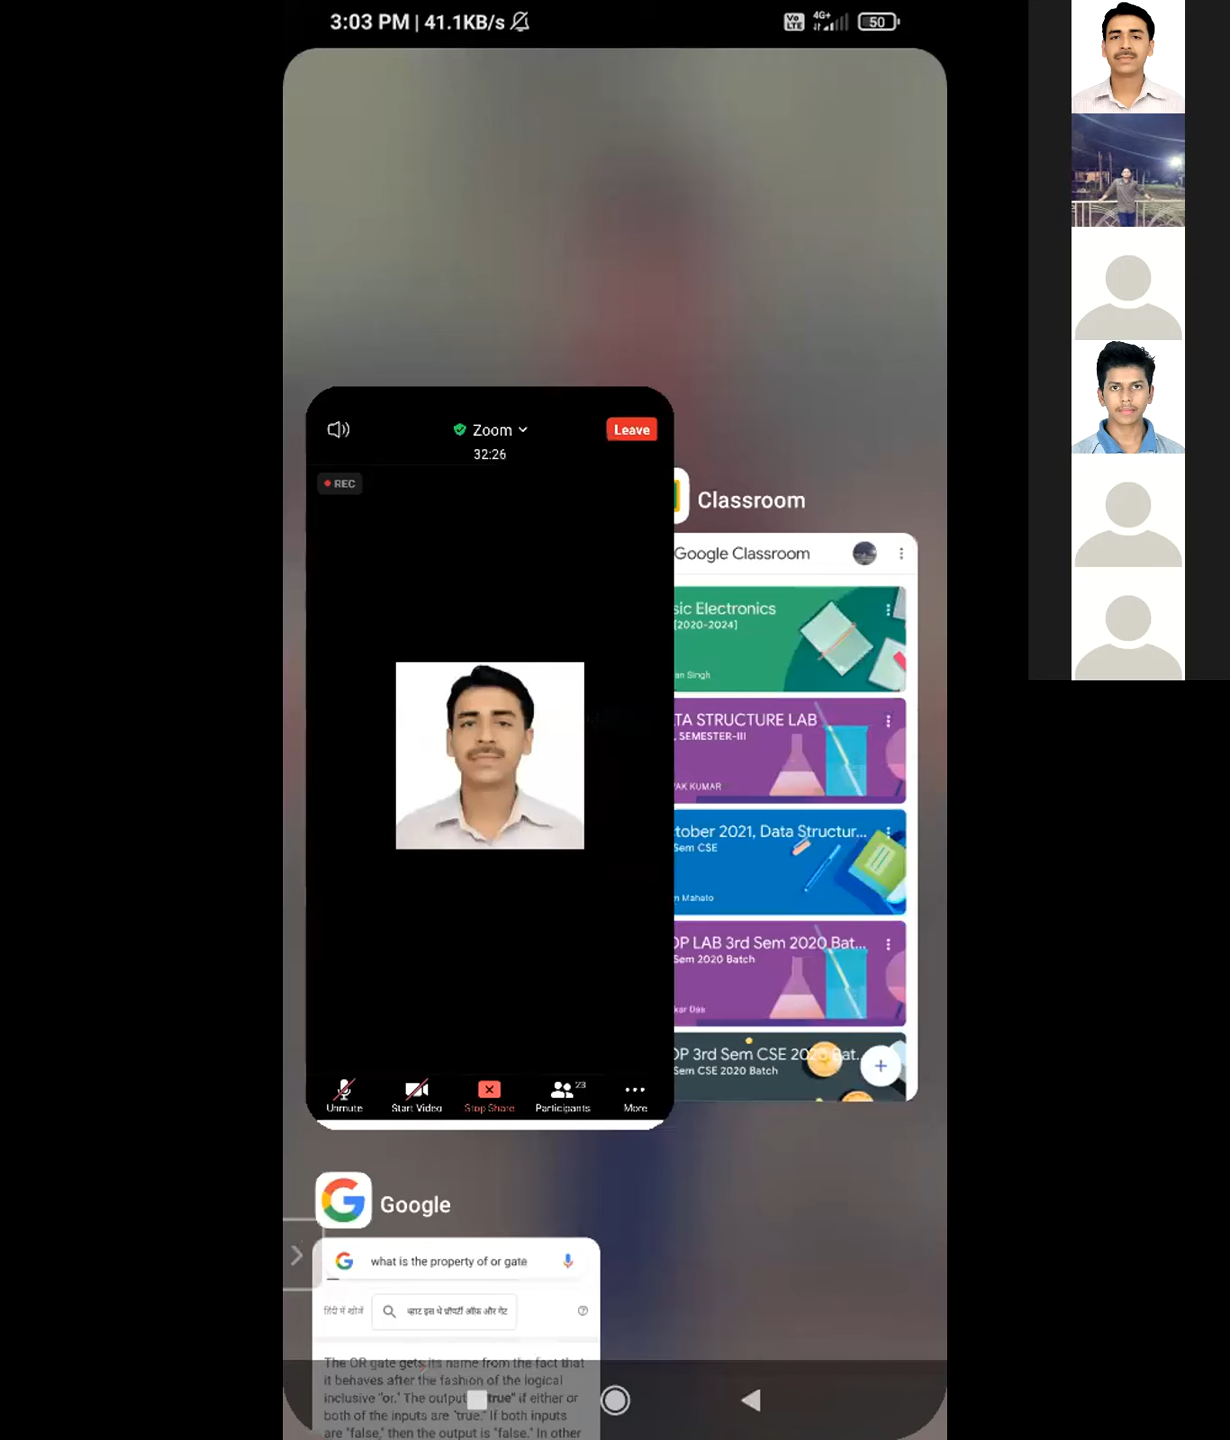 3:03 PM | 41.1KB/s
Vo LTE
4G+
50
Zoom
Leave
32:26
REC
Unmute
Start Video
Stop Share
Participants
23
More
Classroom
Google Classroom
sic Electronics
[2020-2024]
an Singh
TA STRUCTURE LAB
SEMESTER-III
AK KUMAR
tober 2021, Data Structur...
Sem CSE
n Mahato
OP LAB 3rd Sem 2020 Bat...
Sem 2020 Batch
kar Das
OP 3rd Sem CSE 2020 Bat...
Sem CSE 2020 Batch
Google
what is the property of or gate
हिंदी में खोजें
व्हाट इस थे प्रॉपर्टी ऑफ़ और गेट
The OR gate gets its name from the fact that
it behaves after the fashion of the logical
inclusive "or." The output "true" if either or
both of the inputs are "true." If both inputs
are "false," then the output is "false." In other